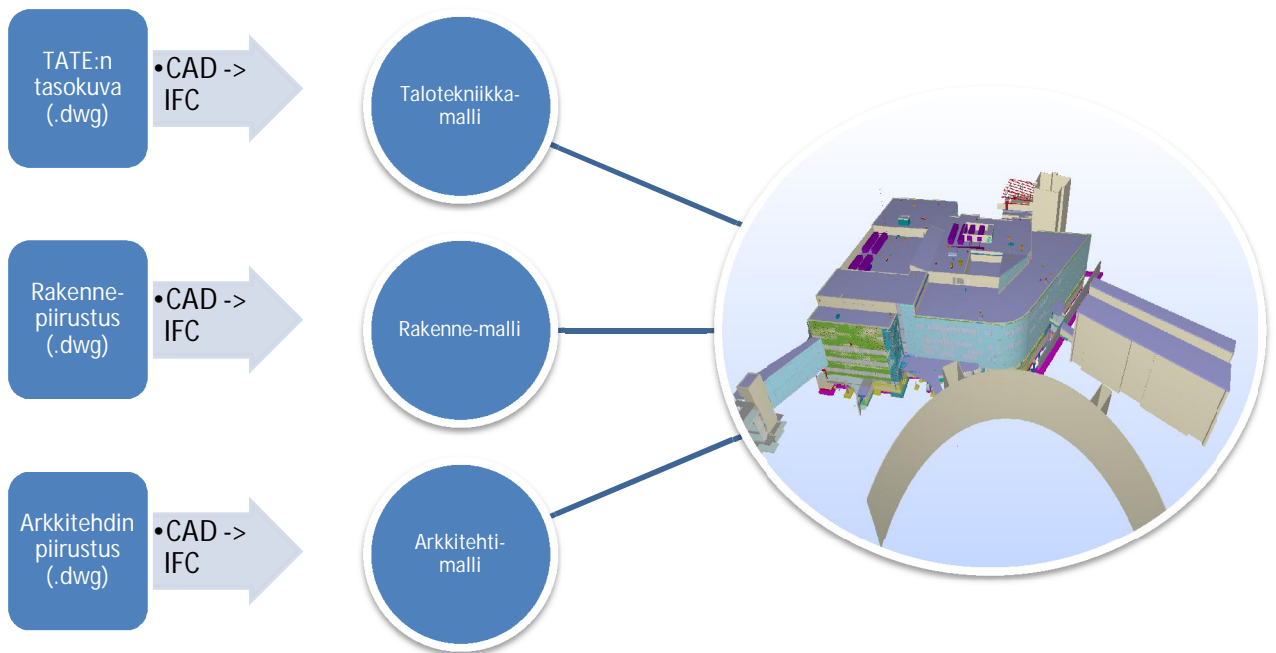 TATE:n
tasokuva
(.dwg)
•CAD ->
IFC
Talotekniikka-
malli
Rakenne-
piirustus
(.dwg)
•CAD ->
IFC
Rakenne-malli
Arkkitehdin
piirustus
(.dwg)
•CAD ->
IFC
Arkkitehti-
malli